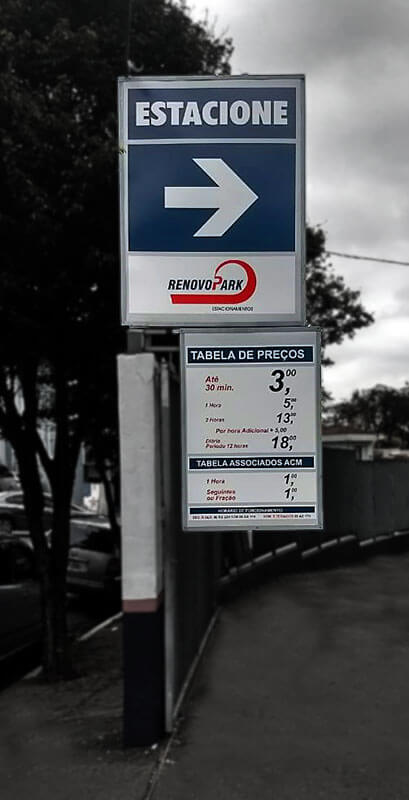 ESTACIONE
RENOVOPARK
ESTACIONAMENTOS
TABELA DE PREÇOS
Até 30 min. 3,00
1 Hora 5,00
2 Horas 13,00
Por hora Adicional + 5,00
Diária Período 12 horas 18,00
TABELA ASSOCIADOS ACM
1 Hora 1,00
Seguintes ou Fração 1,00
HORÁRIO DE FUNCIONAMENTO